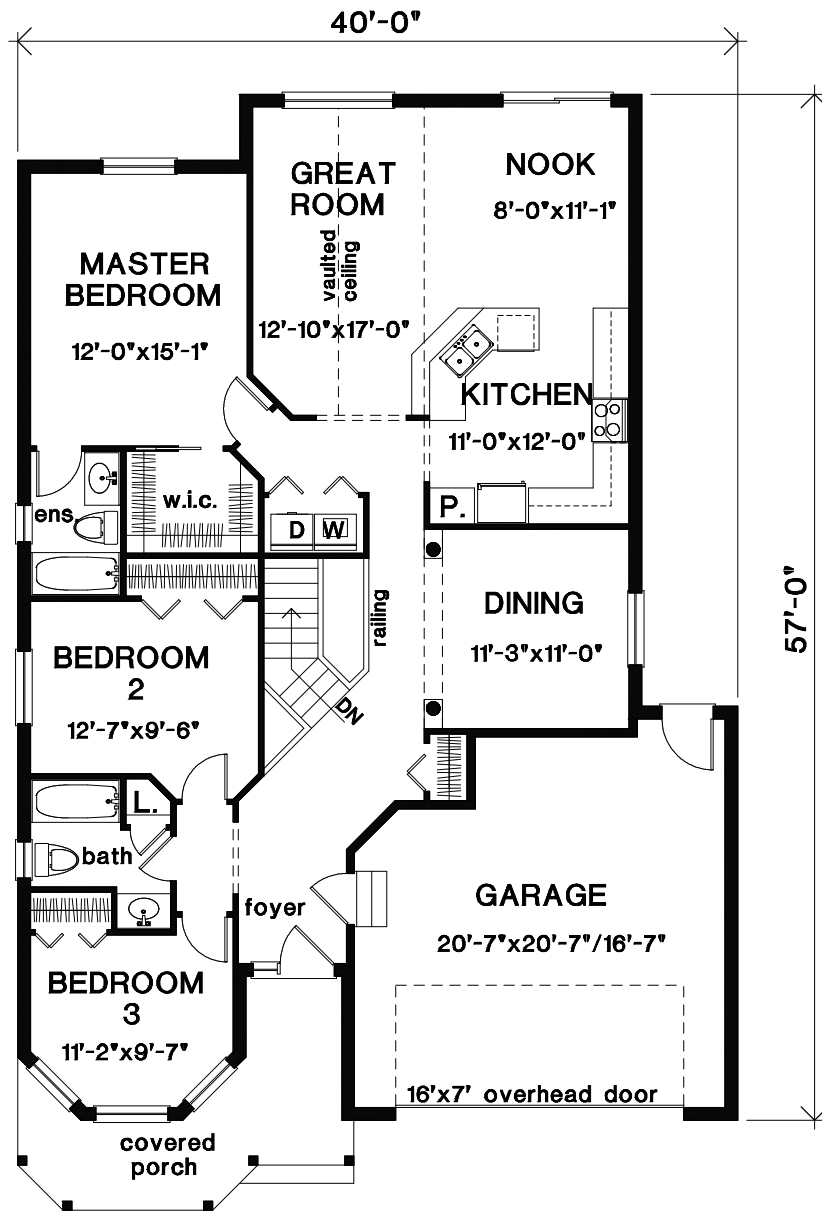 40'-0"
GREAT
ROOM
vaulted
ceiling
12'-10"x17'-0"
NOOK
8'-0"x11'-1"
MASTER
BEDROOM
12'-0"x15'-1"
KITCHEN
11'-0"x12'-0"
ens.
w.i.c.
D
W
P.
DINING
11'-3"x11'-0"
57'-0"
railing
DN
BEDROOM
2
12'-7"x9'-6"
L.
bath
foyer
GARAGE
20'-7"x20'-7"/16'-7"
BEDROOM
3
11'-2"x9'-7"
16'x7' overhead door
covered
porch